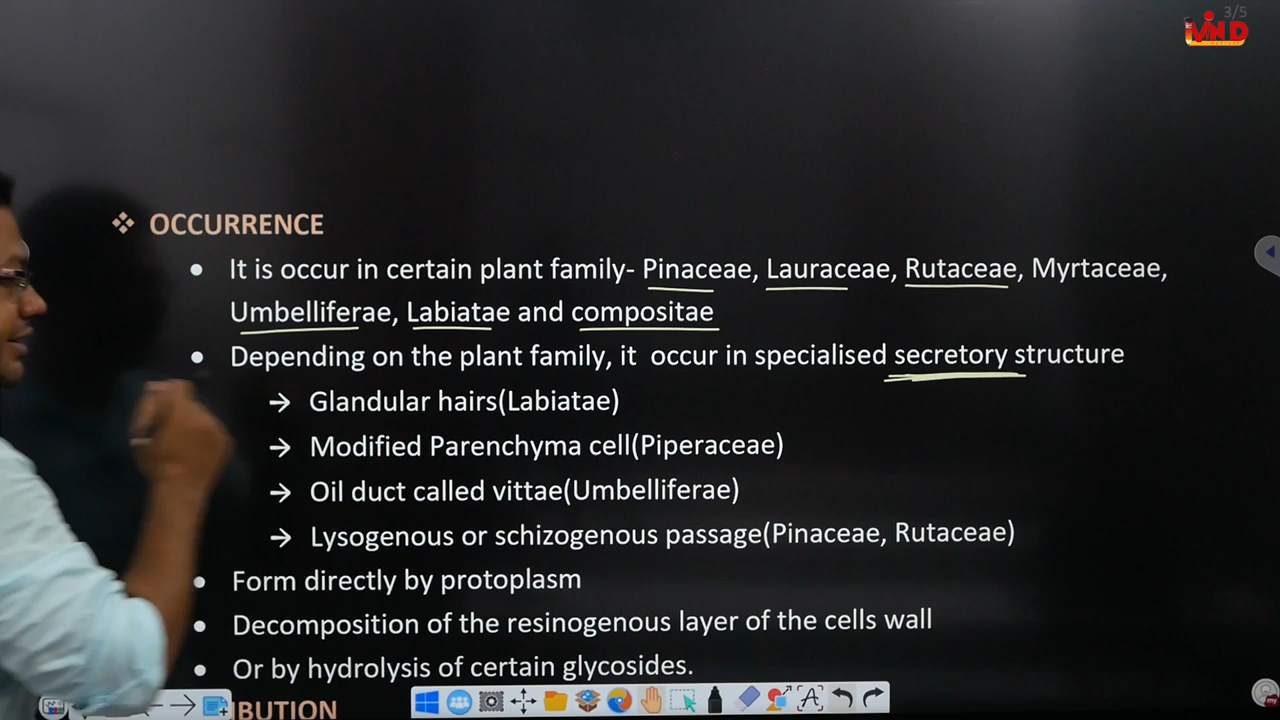 3/5
❖ OCCURRENCE
• It is occur in certain plant family- Pinaceae, Lauraceae, Rutaceae, Myrtaceae,
Umbelliferae, Labiatae and compositae
• Depending on the plant family, it occur in specialised secretory structure
→ Glandular hairs(Labiatae)
→ Modified Parenchyma cell(Piperaceae)
→ Oil duct called vittae(Umbelliferae)
→ Lysogenous or schizogenous passage(Pinaceae, Rutaceae)
• Form directly by protoplasm
• Decomposition of the resinogenous layer of the cells wall
• Or by hydrolysis of certain glycosides.
IBUTION